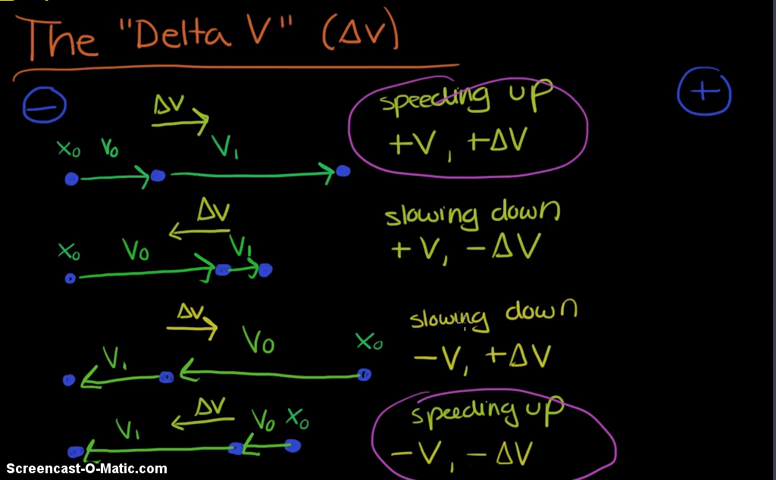 The "Delta V" (Δv)
−
+
ΔV
speeding up
x₀ v₀ V₁
+V, +ΔV
ΔV
slowing down
x₀ V₀ V₁
+V, −ΔV
ΔV
slowing down
V₁ V₀ x₀
−V, +ΔV
ΔV
speeding up
V₁ V₀ x₀
−V, −ΔV
Screencast-O-Matic.com